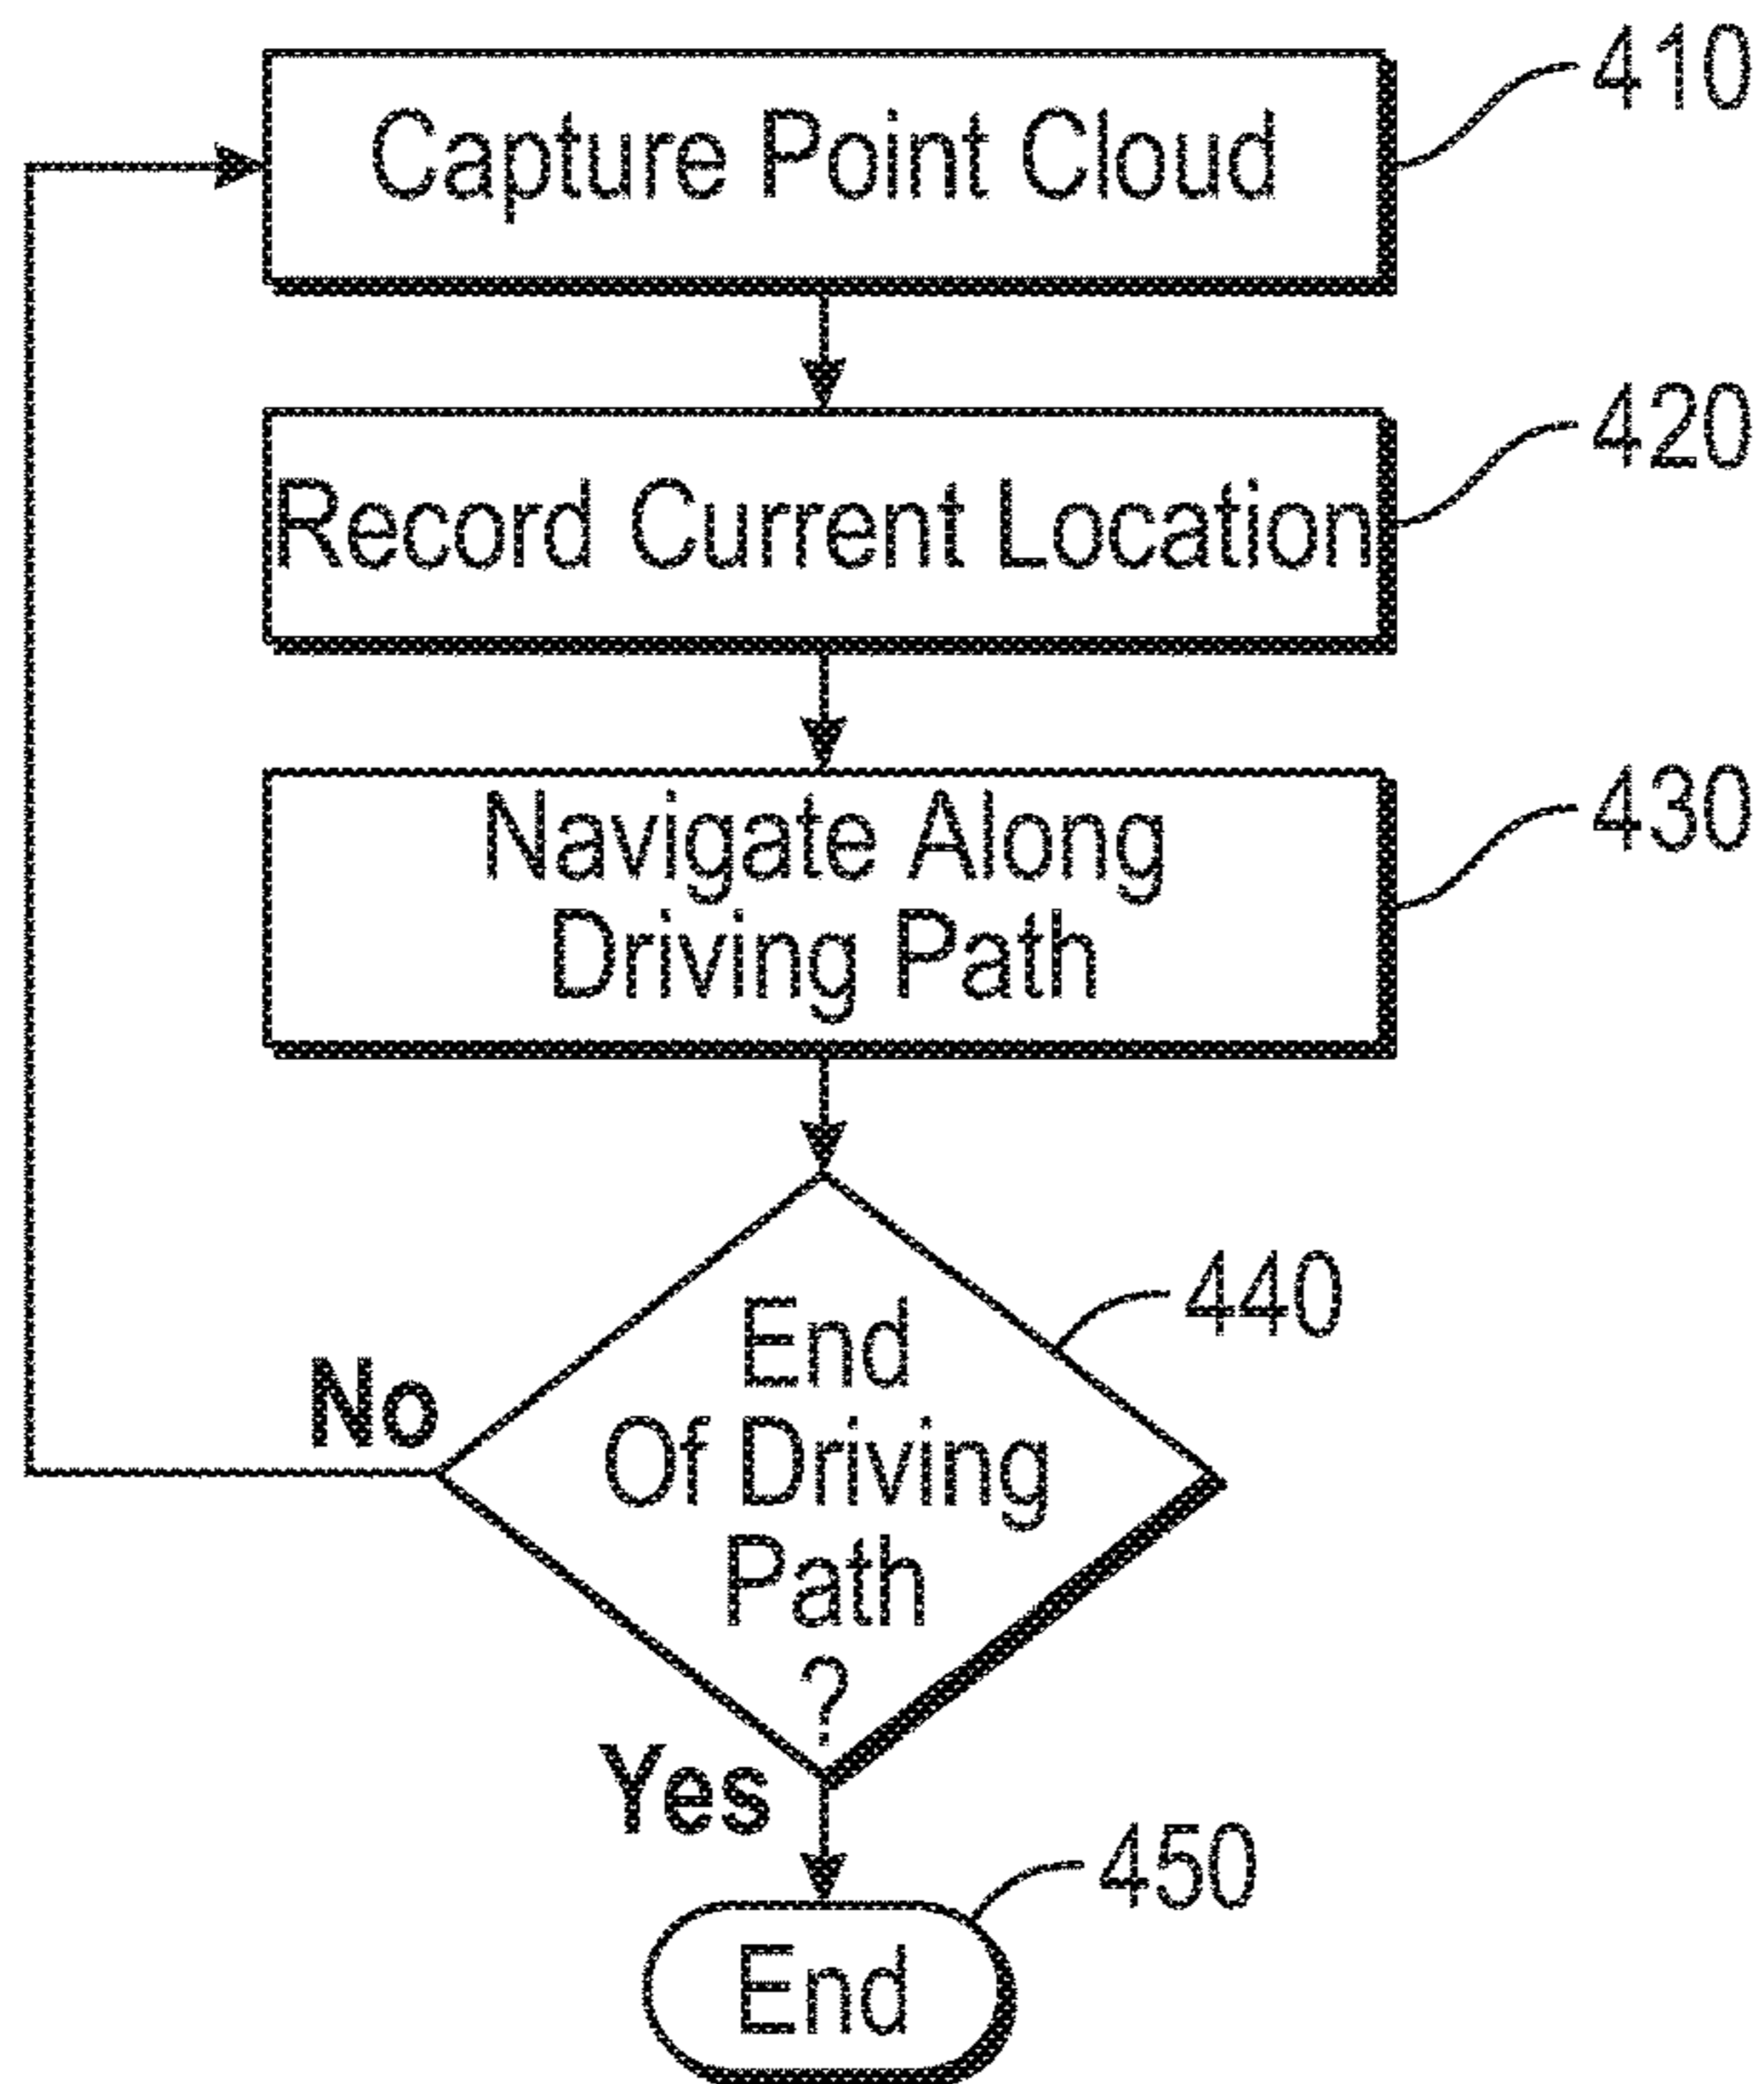 Capture Point Cloud
410
Record Current Location
420
Navigate Along
Driving Path
430
End
Of Driving
Path
?
440
No
Yes
End
450